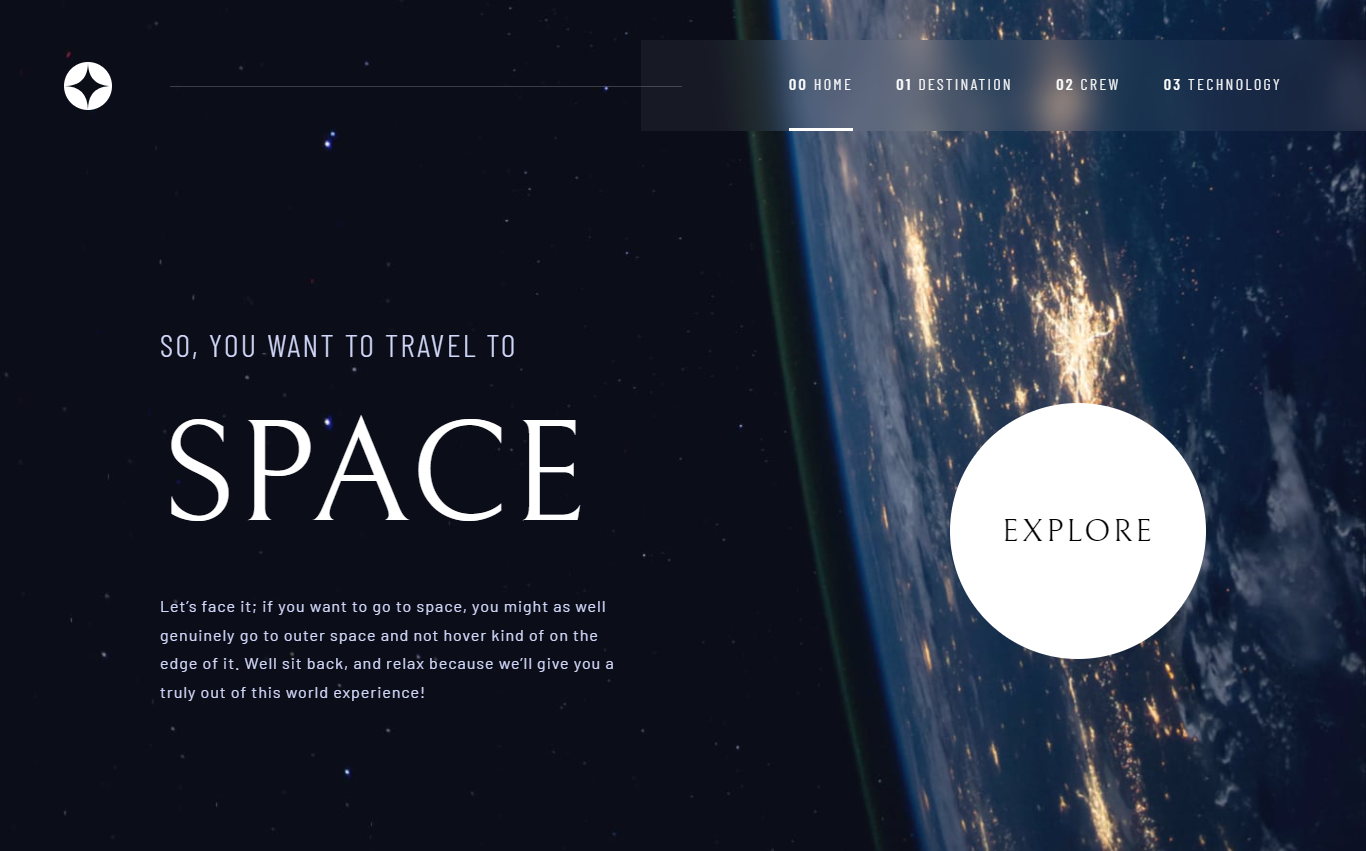 00 HOME 01 DESTINATION 02 CREW 03 TECHNOLOGY
SO, YOU WANT TO TRAVEL TO
SPACE
Let’s face it; if you want to go to space, you might as well
genuinely go to outer space and not hover kind of on the
edge of it. Well sit back, and relax because we’ll give you a
truly out of this world experience!
EXPLORE